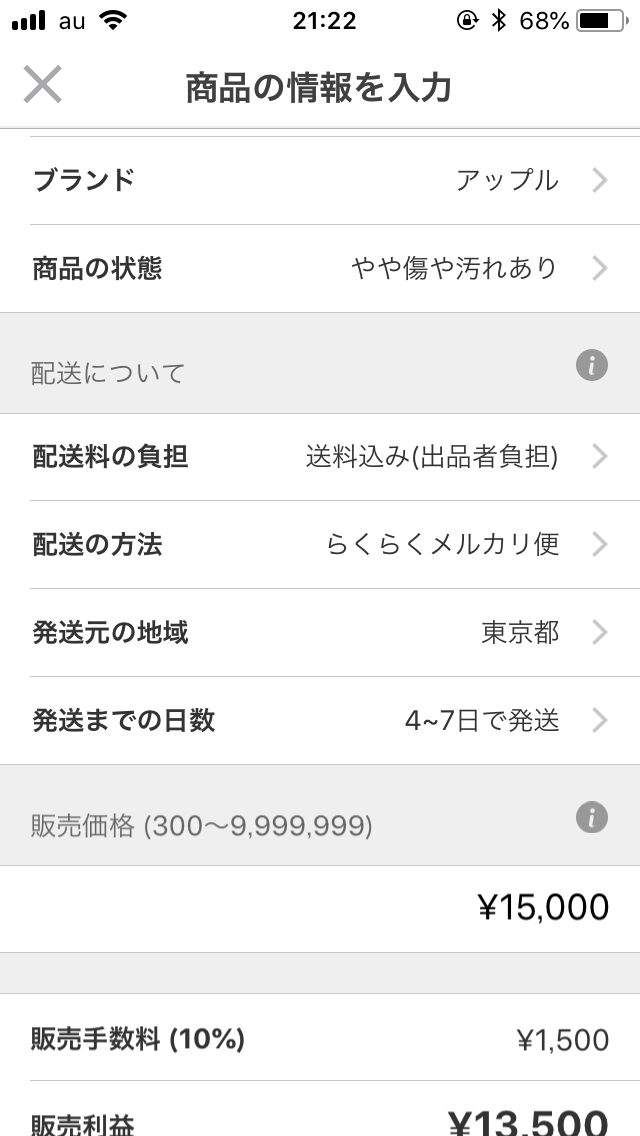 au 21:22 68%
商品の情報を入力
ブランド アップル
商品の状態 やや傷や汚れあり
配送について
配送料の負担 送料込み(出品者負担)
配送の方法 らくらくメルカリ便
発送元の地域 東京都
発送までの日数 4~7日で発送
販売価格 (300〜9,999,999)
¥15,000
販売手数料 (10%) ¥1,500
販売利益 ¥13,500